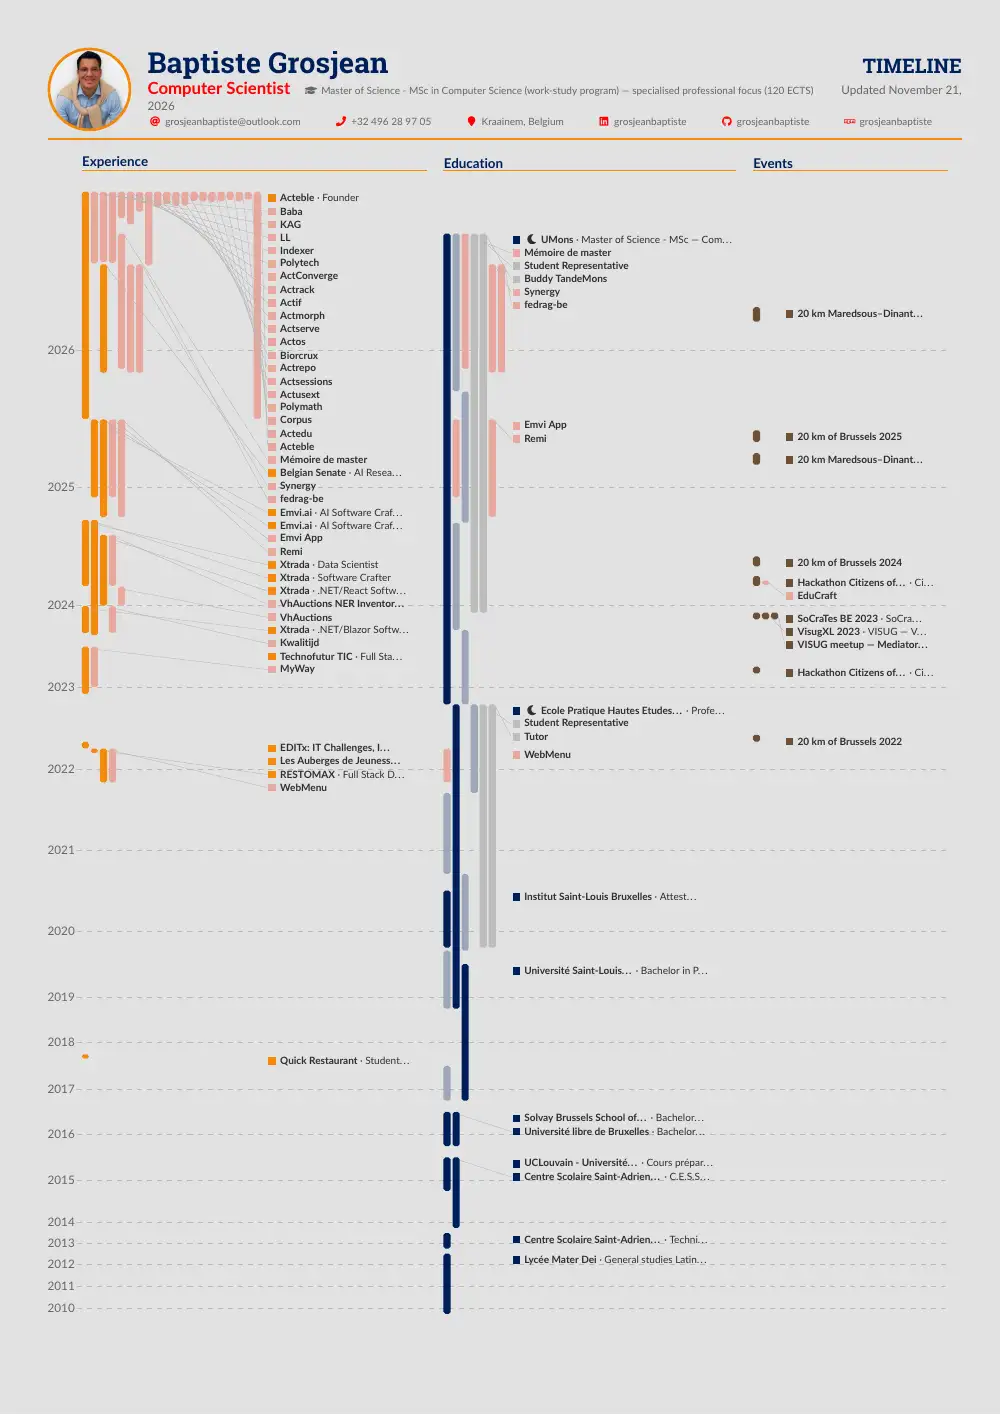 Baptiste Grosjean
TIMELINE
Computer Scientist
Master of Science - MSc in Computer Science (work-study program) — specialised professional focus (120 ECTS)
Updated November 21,
2026
grosjeanbaptiste@outlook.com
+32 496 28 97 05
Kraainem, Belgium
grosjeanbaptiste
grosjeanbaptiste
grosjeanbaptiste
Experience
Acteble · Founder
Baba
KAG
LL
Indexer
Polytech
ActConverge
Actrack
Actif
Actmorph
Actserve
Actos
Biorcrux
Actrepo
Actsessions
Actusext
Polymath
Corpus
Actedu
Acteble
Mémoire de master
Belgian Senate · AI Resea...
Synergy
fedrag-be
Emvi.ai · AI Software Craf...
Emvi.ai · AI Software Craf...
Emvi App
Remi
Xtrada · Data Scientist
Xtrada · Software Crafter
Xtrada · .NET/React Softw...
VhAuctions NER Inventor...
VhAuctions
Xtrada · .NET/Blazor Softw...
Kwalitijd
Technofutur TIC · Full Sta...
MyWay
EDITx: IT Challenges, I...
Les Auberges de Jeuness...
RESTOMAX · Full Stack D...
WebMenu
Quick Restaurant · Student...
Education
UMons · Master of Science - MSc — Com...
Mémoire de master
Student Representative
Buddy TandeMons
Synergy
fedrag-be
Emvi App
Remi
Ecole Pratique Hautes Etudes... · Profe...
Student Representative
Tutor
WebMenu
Institut Saint-Louis Bruxelles · Attest...
Université Saint-Louis... · Bachelor in P...
Solvay Brussels School of... · Bachelor...
Université libre de Bruxelles · Bachelor...
UCLouvain - Université... · Cours prépar...
Centre Scolaire Saint-Adrien... · C.E.S.S...
Centre Scolaire Saint-Adrien... · Techni...
Lycée Mater Dei · General studies Latin...
Events
20 km Maredsous–Dinant...
20 km of Brussels 2025
20 km Maredsous–Dinant...
20 km of Brussels 2024
Hackathon Citizens of... · Ci...
EduCraft
SoCraTes BE 2023 · SoCra...
VisugXL 2023 · VISUG — V...
VISUG meetup — Mediator...
Hackathon Citizens of... · Ci...
20 km of Brussels 2022
2026
2025
2024
2023
2022
2021
2020
2019
2018
2017
2016
2015
2014
2013
2012
2011
2010